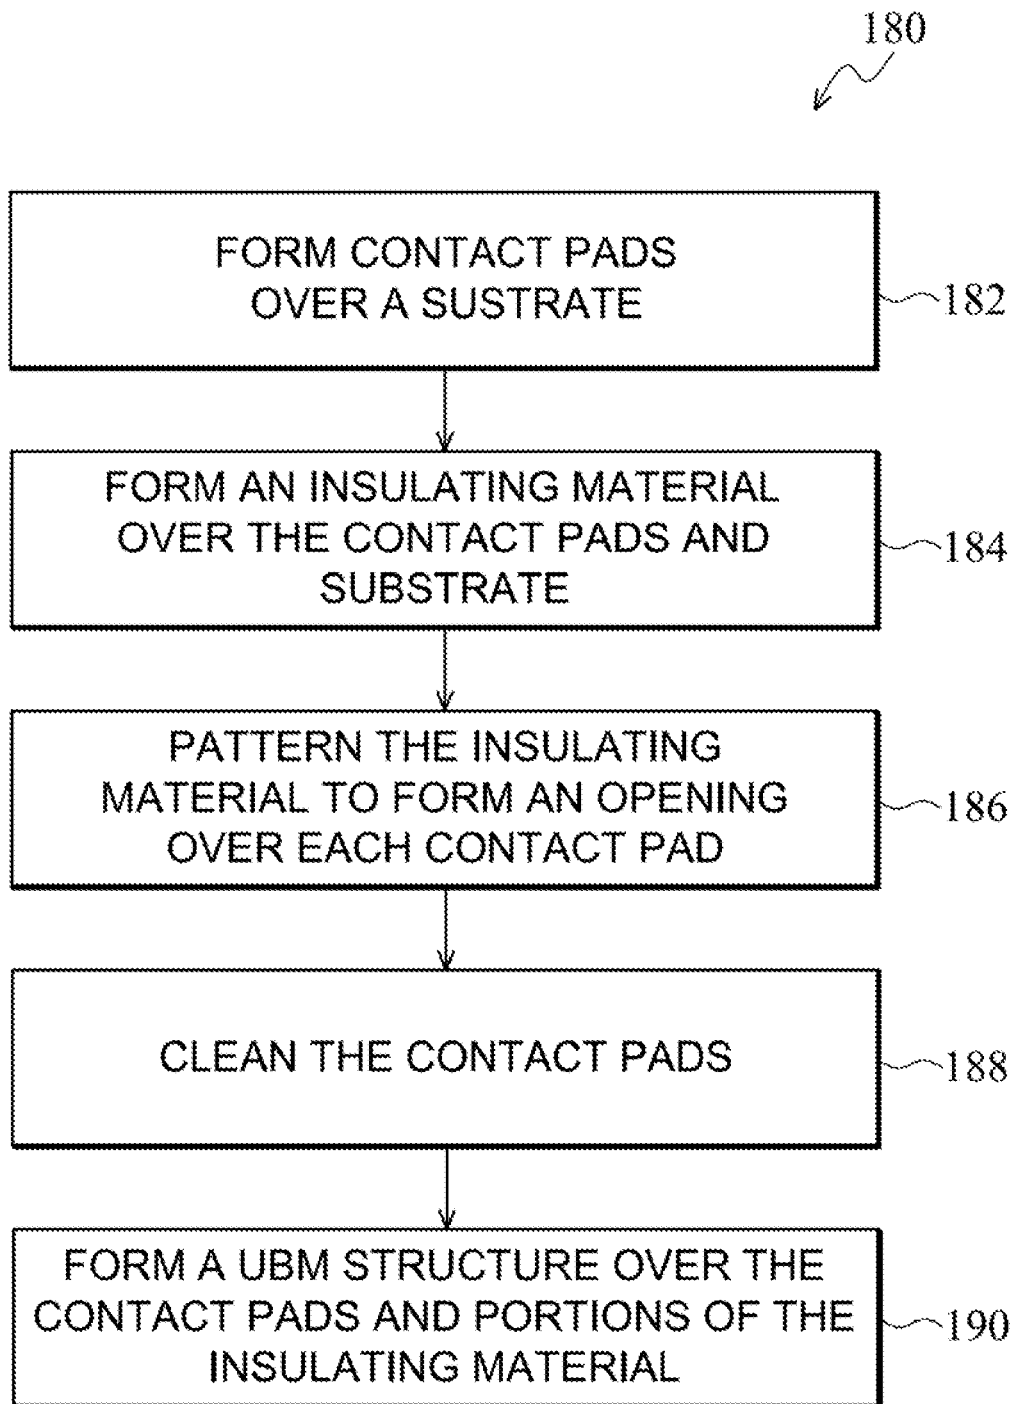 180
FORM CONTACT PADS
OVER A SUSTRATE
182
FORM AN INSULATING MATERIAL
OVER THE CONTACT PADS AND
SUBSTRATE
184
PATTERN THE INSULATING
MATERIAL TO FORM AN OPENING
OVER EACH CONTACT PAD
186
CLEAN THE CONTACT PADS
188
FORM A UBM STRUCTURE OVER THE
CONTACT PADS AND PORTIONS OF THE
INSULATING MATERIAL
190